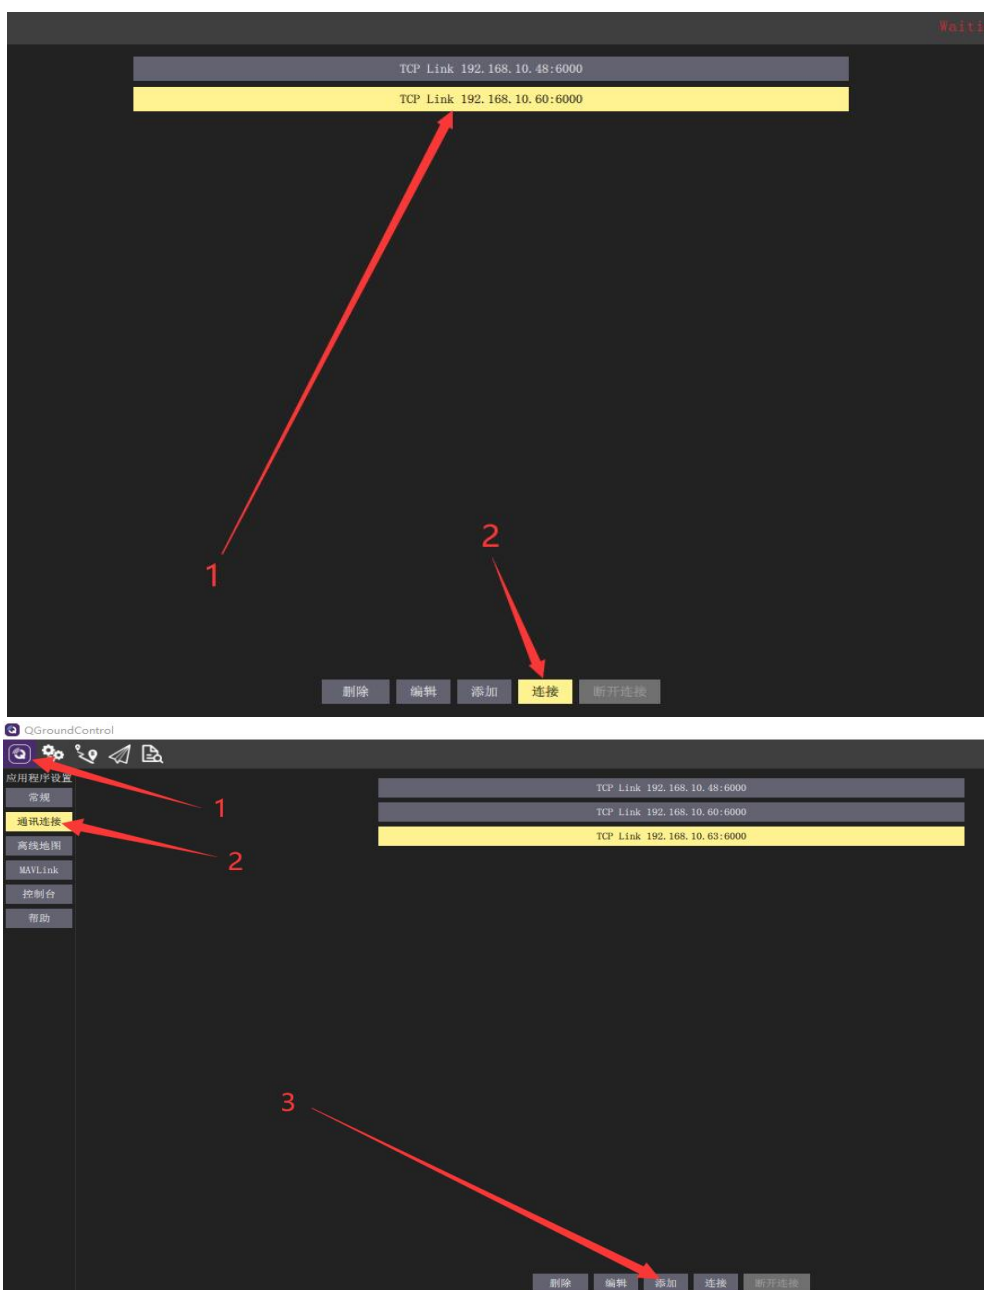 Waiti
TCP Link 192.168.10.48:6000
TCP Link 192.168.10.60:6000
1
2
删除 编辑 添加 连接 断开连接
QGroundControl
应用程序设置
常规
通讯连接
离线地图
MAVLink
控制台
帮助
TCP Link 192.168.10.48:6000
TCP Link 192.168.10.60:6000
TCP Link 192.168.10.63:6000
1
2
3
删除 编辑 添加 连接 断开连接